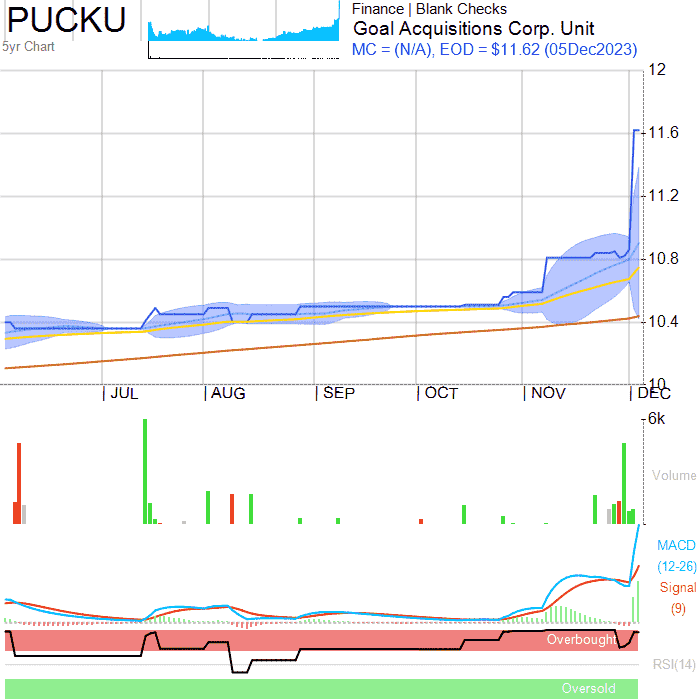 PUCKU
5yr Chart
Finance | Blank Checks
Goal Acquisitions Corp. Unit
MC = (N/A), EOD = $11.62 (05Dec2023)
12
11.6
11.2
10.8
10.4
10
JUL AUG SEP OCT NOV DEC
6k
Volume
MACD
(12-26)
Signal
(9)
Overbought
RSI(14)
Oversold